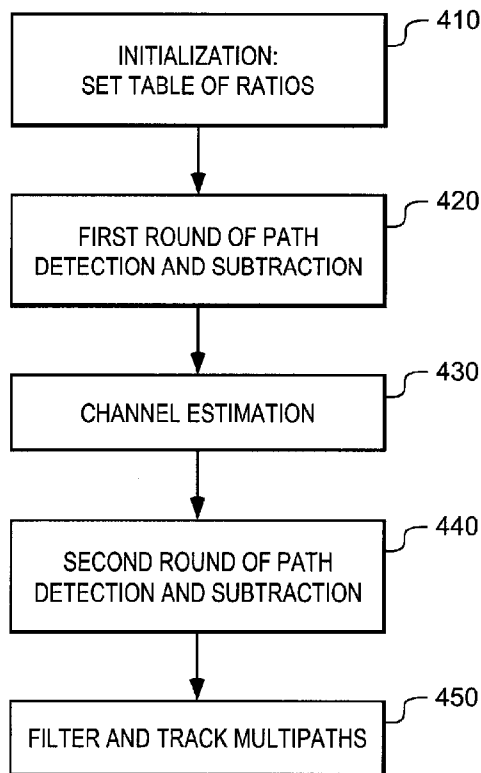 410
INITIALIZATION:
SET TABLE OF RATIOS
420
FIRST ROUND OF PATH
DETECTION AND SUBTRACTION
430
CHANNEL ESTIMATION
440
SECOND ROUND OF PATH
DETECTION AND SUBTRACTION
450
FILTER AND TRACK MULTIPATHS